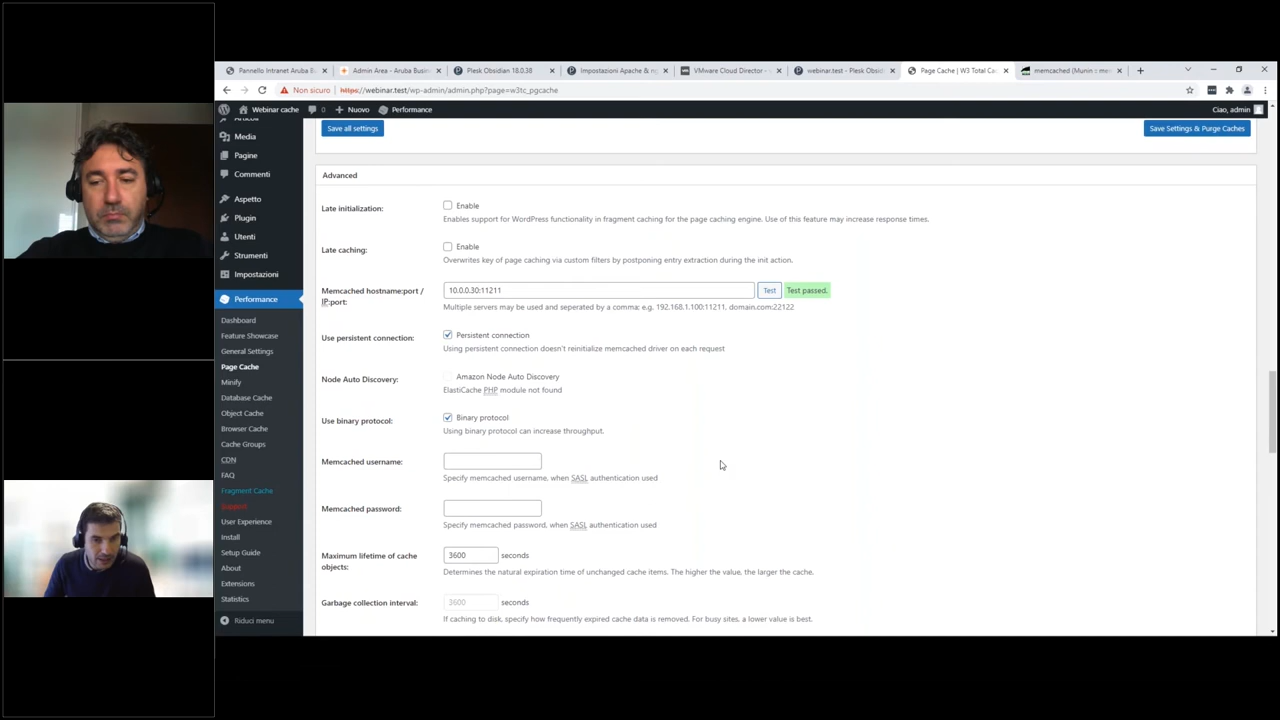 Pannello Intranet Aruba Bu
Admin Area - Aruba Busin
Plesk Obsidian 18.0.38
Impostazioni Apache & ng
VMware Cloud Director -
webinar.test - Plesk Obsid
Page Cache | W3 Total Cac
memcached (Munin :: mem
Non sicuro
https://webinar.test/wp-admin/admin.php?page=w3tc_pgcache
Webinar cache
0
Nuovo
Performance
Ciao, admin
Articoli
Media
Pagine
Commenti
Aspetto
Plugin
Utenti
Strumenti
Impostazioni
Performance
Dashboard
Feature Showcase
General Settings
Page Cache
Minify
Database Cache
Object Cache
Browser Cache
Cache Groups
CDN
FAQ
Fragment Cache
Support
User Experience
Install
Setup Guide
About
Extensions
Statistics
Riduci menu
Save all settings
Save Settings & Purge Caches
Advanced
Late initialization:
Enable
Enables support for WordPress functionality in fragment caching for the page caching engine. Use of this feature may increase response times.
Late caching:
Enable
Overwrites key of page caching via custom filters by postponing entry extraction during the init action.
Memcached hostname:port /
IP:port:
10.0.0.30:11211
Test
Test passed.
Multiple servers may be used and seperated by a comma; e.g. 192.168.1.100:11211, domain.com:22122
Use persistent connection:
Persistent connection
Using persistent connection doesn't reinitialize memcached driver on each request
Node Auto Discovery:
Amazon Node Auto Discovery
ElastiCache PHP module not found
Use binary protocol:
Binary protocol
Using binary protocol can increase throughput.
Memcached username:
Specify memcached username, when SASL authentication used
Memcached password:
Specify memcached password, when SASL authentication used
Maximum lifetime of cache
objects:
3600
seconds
Determines the natural expiration time of unchanged cache items. The higher the value, the larger the cache.
Garbage collection interval:
3600
seconds
If caching to disk, specify how frequently expired cache data is removed. For busy sites, a lower value is best.